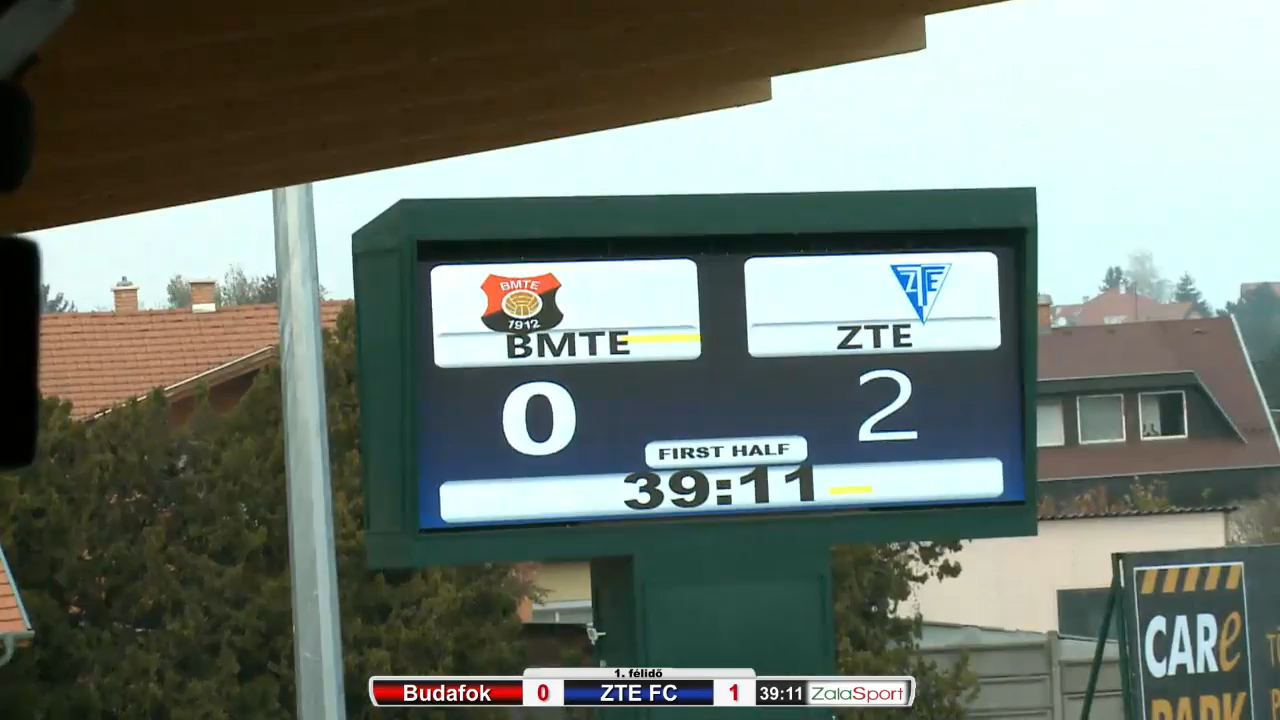 BMTE
1912
ZTE
BMTE
ZTE
0
2
FIRST HALF
39:11
CARe
PARK
1. félidő
Budafok 0 ZTE FC 1 39:11 ZalaSport